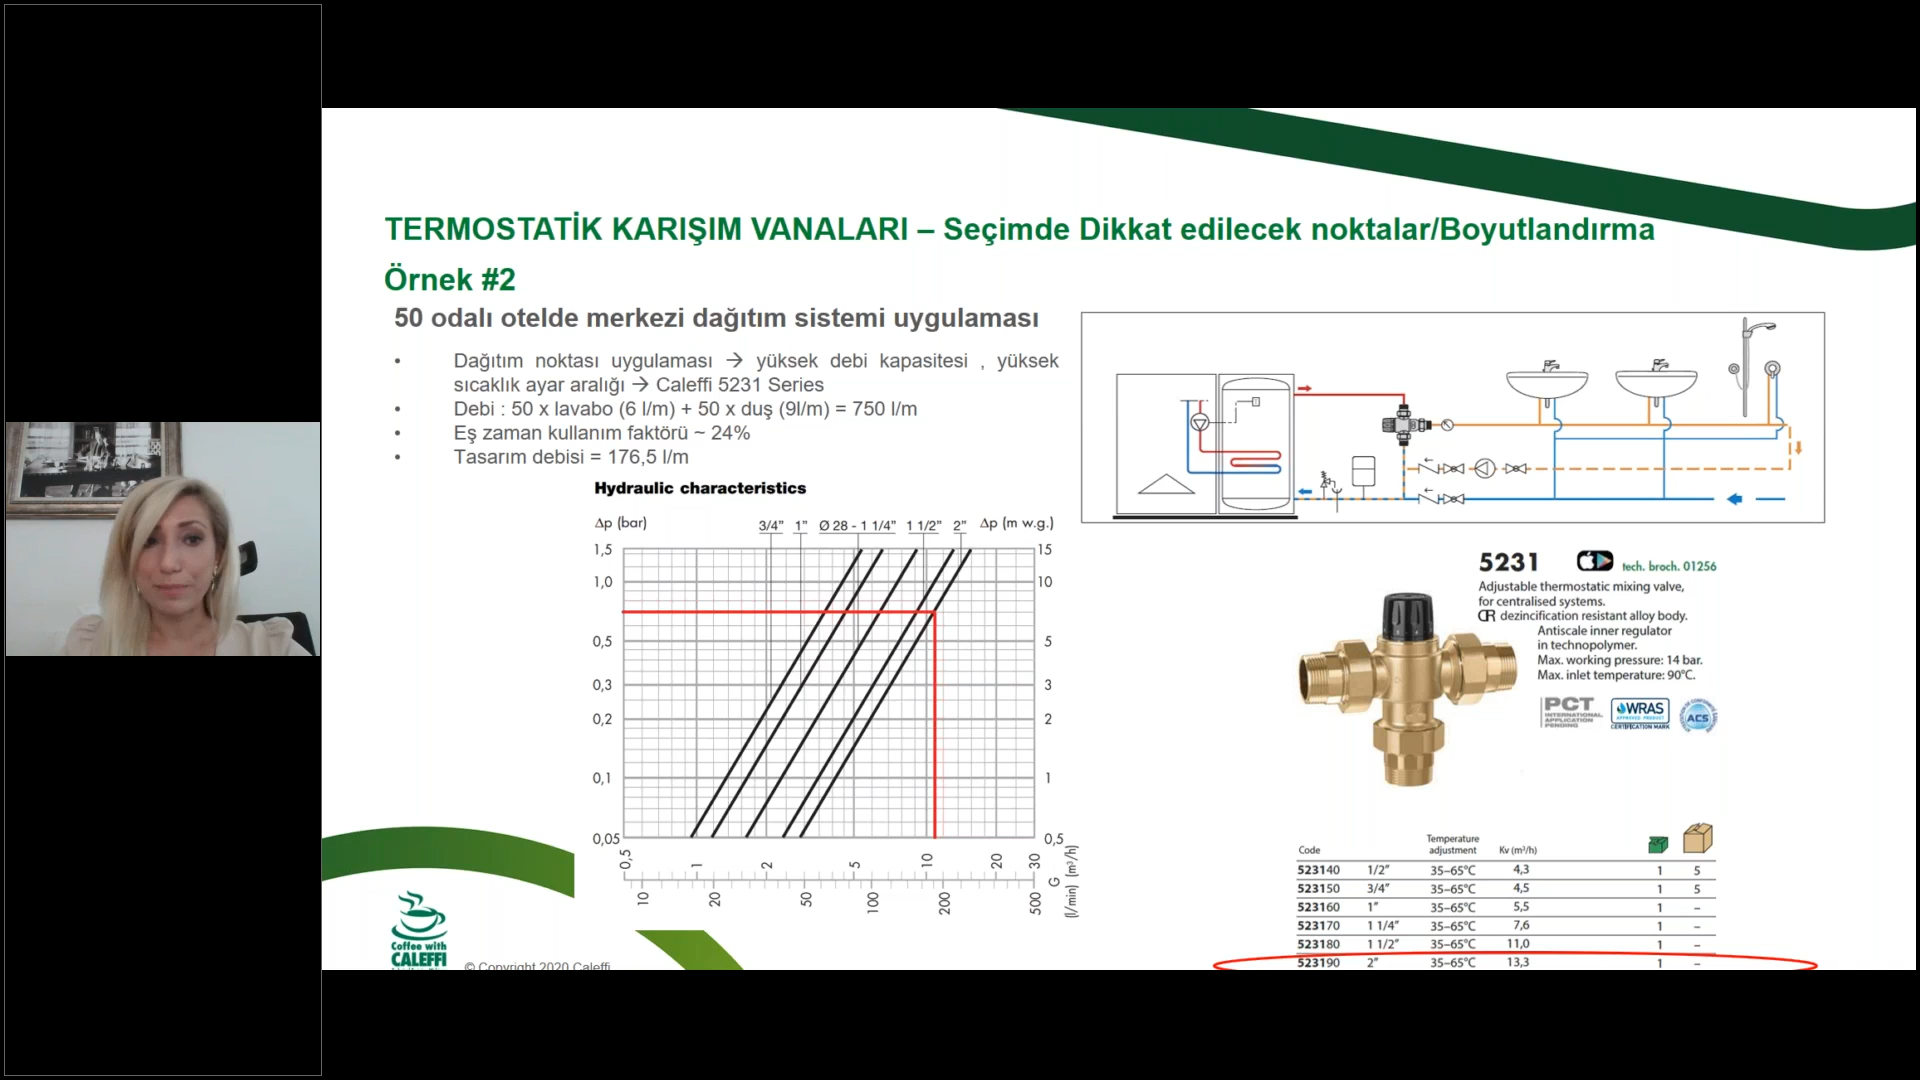 TERMOSTATİK KARIŞIM VANALARI – Seçimde Dikkat edilecek noktalar/Boyutlandırma
Örnek #2
50 odalı otelde merkezi dağıtım sistemi uygulaması
• Dağıtım noktası uygulaması → yüksek debi kapasitesi , yüksek
sıcaklık ayar aralığı → Caleffi 5231 Series
• Debi : 50 x lavabo (6 l/m) + 50 x duş (9l/m) = 750 l/m
• Eş zaman kullanım faktörü ~ 24%
• Tasarım debisi = 176,5 l/m
Hydraulic characteristics
Δp (bar)
3/4” 1” Ø 28 - 1 1/4” 1 1/2” 2” Δp (m w.g.)
1,5 15
1,0 10
0,5 5
0,3 3
0,2 2
0,1 1
0,05 0,5
0,5 1 2 5 10 20 30 (m³/h)
G
10 20 50 100 200 500 (l/min)
5231 tech. broch. 01256
Adjustable thermostatic mixing valve,
for centralised systems.
CR dezincification resistant alloy body.
Antiscale inner regulator
in technopolymer.
Max. working pressure: 14 bar.
Max. inlet temperature: 90°C.
PCT
INTERNATIONAL
APPLICATION
PENDING
WRAS
APPROVED PRODUCT
CERTIFICATION MARK
ACS
Temperature
Code adjustment Kv (m³/h)
523140 1/2” 35–65°C 4,3 1 5
523150 3/4” 35–65°C 4,5 1 5
523160 1” 35–65°C 5,5 1 –
523170 1 1/4” 35–65°C 7,6 1 –
523180 1 1/2” 35–65°C 11,0 1 –
523190 2” 35–65°C 13,3 1 –
Coffee with
CALEFFI
© Copyright 2020 Caleffi